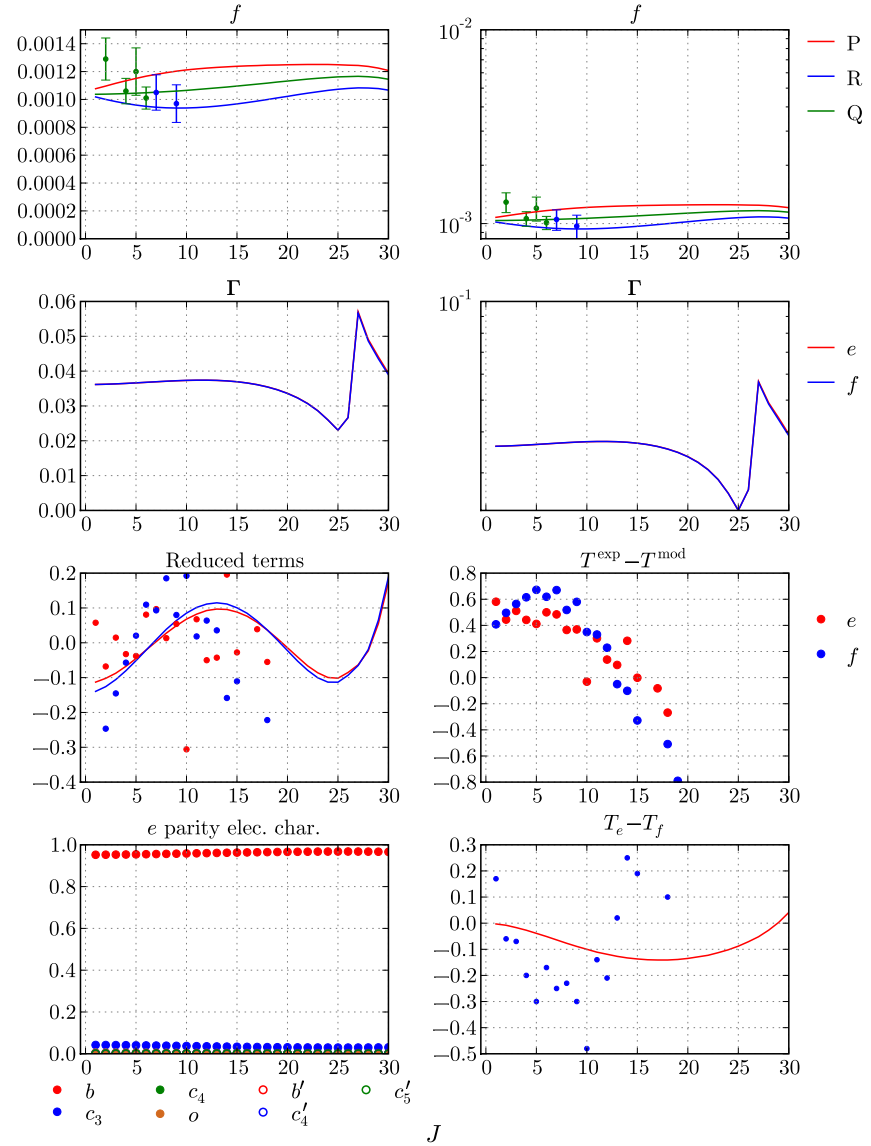 f
f
0.0014
0.0012
0.0010
0.0008
0.0006
0.0004
0.0002
0.0000
0 5 10 15 20 25 30
10⁻²
10⁻³
0 5 10 15 20 25 30
P
R
Q
Γ
Γ
0.06
0.05
0.04
0.03
0.02
0.01
0.00
0 5 10 15 20 25 30
10⁻¹
0 5 10 15 20 25 30
e
f
Reduced terms
T^exp−T^mod
0.2
0.1
0.0
−0.1
−0.2
−0.3
−0.4
0 5 10 15 20 25 30
0.8
0.6
0.4
0.2
0.0
−0.2
−0.4
−0.6
−0.8
0 5 10 15 20 25 30
e
f
e parity elec. char.
T_e−T_f
1.0
0.8
0.6
0.4
0.2
0.0
0 5 10 15 20 25 30
0.3
0.2
0.1
0.0
−0.1
−0.2
−0.3
−0.4
−0.5
0 5 10 15 20 25 30
b c₄ b′ c₅′
c₃ o c₄′
J